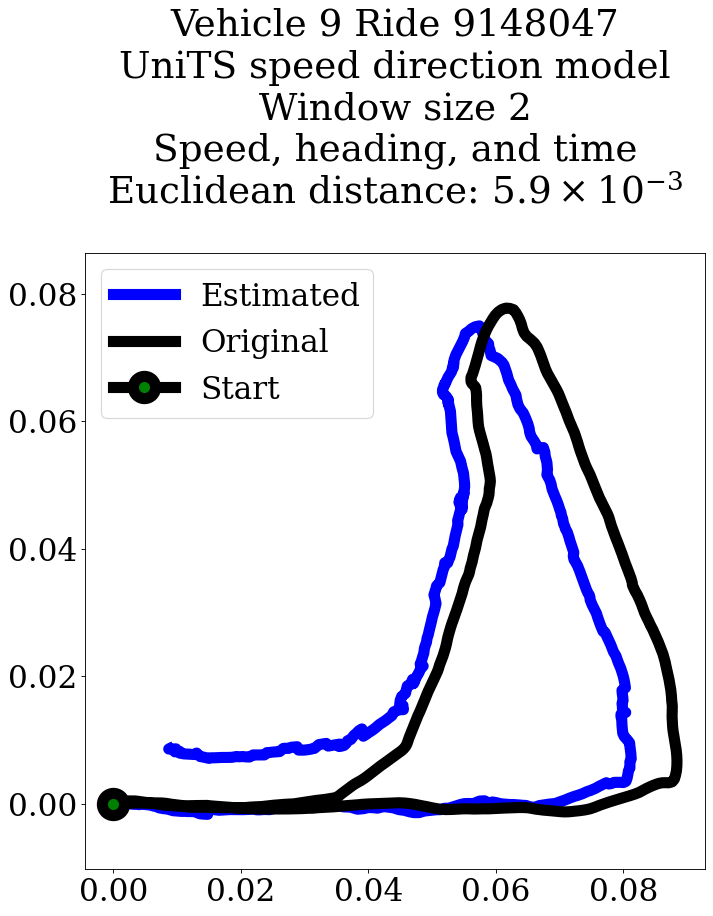 Vehicle 9 Ride 9148047
UniTS speed direction model
Window size 2
Speed, heading, and time
Euclidean distance: 5.9 × 10⁻³
Estimated
Original
Start
0.08
0.06
0.04
0.02
0.00
0.00 0.02 0.04 0.06 0.08